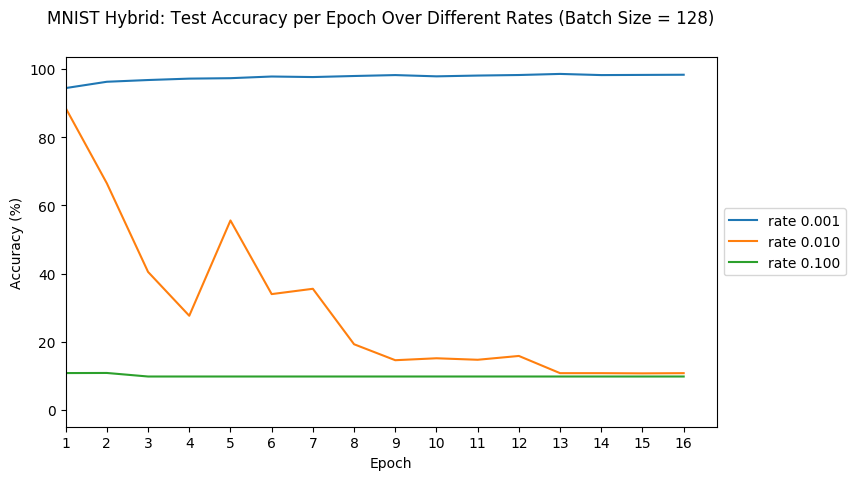 MNIST Hybrid: Test Accuracy per Epoch Over Different Rates (Batch Size = 128)
100
80
60
40
20
0
Accuracy (%)
1 2 3 4 5 6 7 8 9 10 11 12 13 14 15 16
Epoch
rate 0.001
rate 0.010
rate 0.100